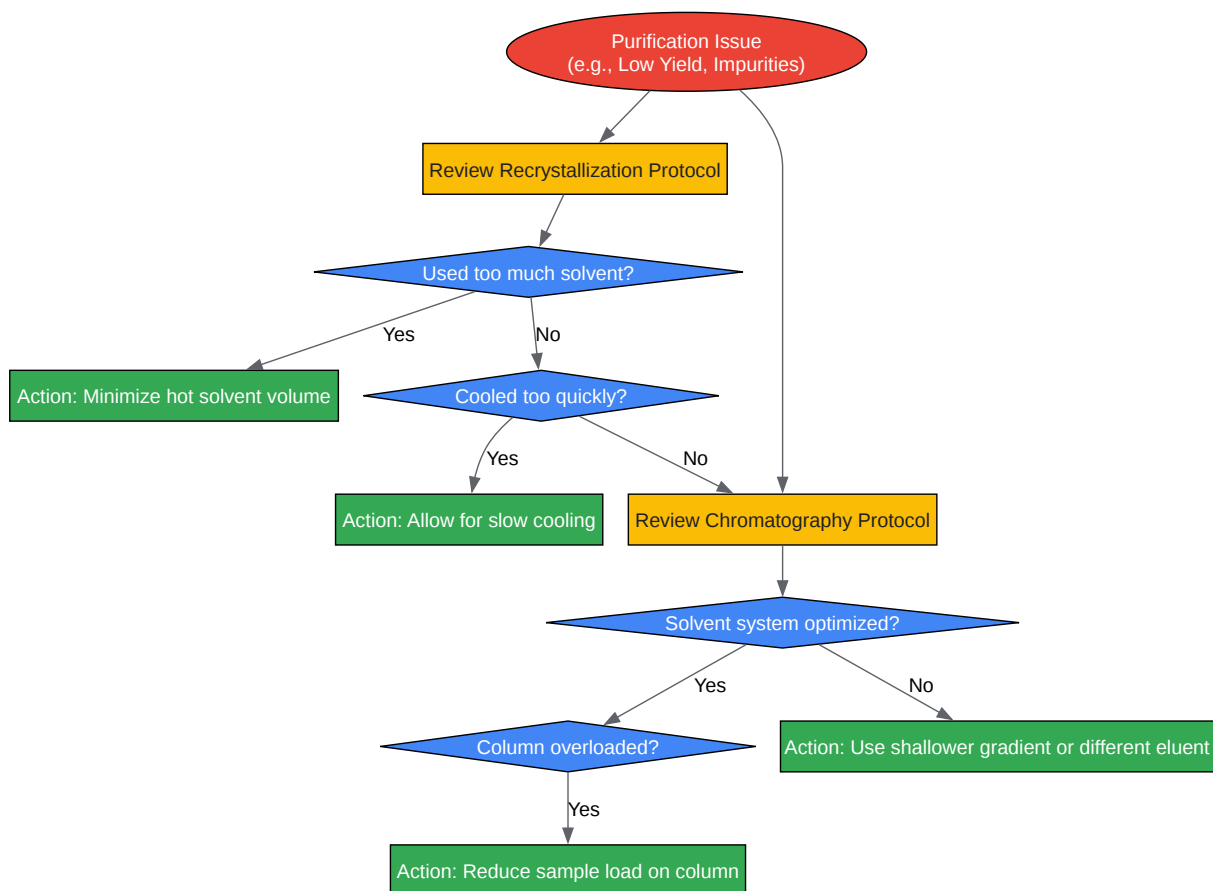 Purification Issue
(e.g., Low Yield, Impurities)
Review Recrystallization Protocol
Used too much solvent?
Yes
No
Action: Minimize hot solvent volume
Cooled too quickly?
Yes
No
Action: Allow for slow cooling
Review Chromatography Protocol
Solvent system optimized?
Yes
No
Column overloaded?
Action: Use shallower gradient or different eluent
Yes
Action: Reduce sample load on column